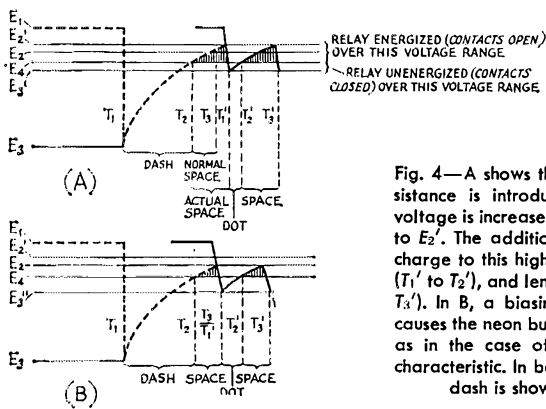 E₁
E₂'
E₂
E₄
E₃'
E₃
T₁
T₂
T₃
T₁'
T₂'
T₃'
DASH
NORMAL
SPACE
ACTUAL
SPACE
SPACE
DOT
(A)
RELAY ENERGIZED (CONTACTS OPEN)
OVER THIS VOLTAGE RANGE
RELAY UNENERGIZED (CONTACTS
CLOSED) OVER THIS VOLTAGE RANGE
E₁
E₂'
E₂
E₄
E₃'
E₃
T₁
T₂
T₃
T₁'
T₂'
T₃'
DASH
SPACE
SPACE
DOT
(B)
Fig. 4—A shows th
sistance is introdu
voltage is increase
to E₂'. The additio
charge to this high
(T₁' to T₂'), and len
T₃'). In B, a biasin
causes the neon bu
as in the case of
characteristic. In b
dash is show